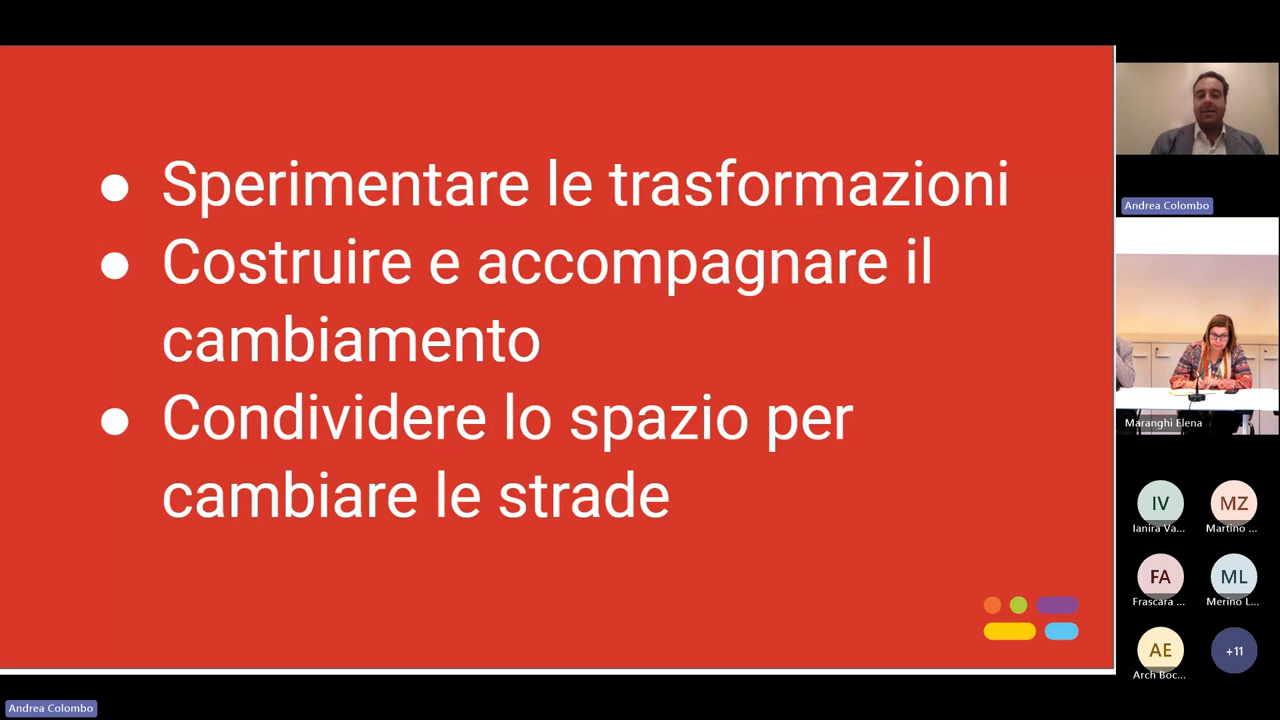 ● Sperimentare le trasformazioni
● Costruire e accompagnare il
cambiamento
● Condividere lo spazio per
cambiare le strade
Andrea Colombo
Maranghi Elena
IV
MZ
Ianira Va...
Martino ...
FA
ML
Frascara ...
Merino L...
AE
+11
Arch Boc...
Andrea Colombo